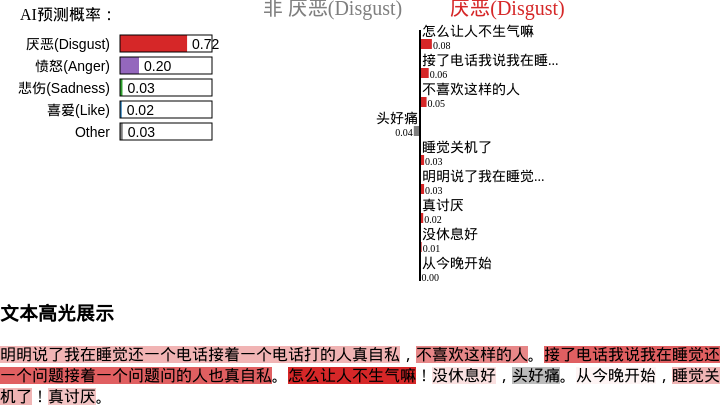 AI预测概率：
厌恶(Disgust) 0.72
愤怒(Anger) 0.20
悲伤(Sadness) 0.03
喜爱(Like) 0.02
Other 0.03
非 厌恶(Disgust) 厌恶(Disgust)
怎么让人不生气嘛
0.08
接了电话我说我在睡...
0.06
不喜欢这样的人
0.05
头好痛
0.04
睡觉关机了
0.03
明明说了我在睡觉...
0.03
真讨厌
0.02
没休息好
0.01
从今晚开始
0.00
文本高光展示
明明说了我在睡觉还一个电话接着一个电话打的人真自私，不喜欢这样的人。接了电话我说我在睡觉还
一个问题接着一个问题问的人也真自私。怎么让人不生气嘛！没休息好，头好痛。从今晚开始，睡觉关
机了！真讨厌。